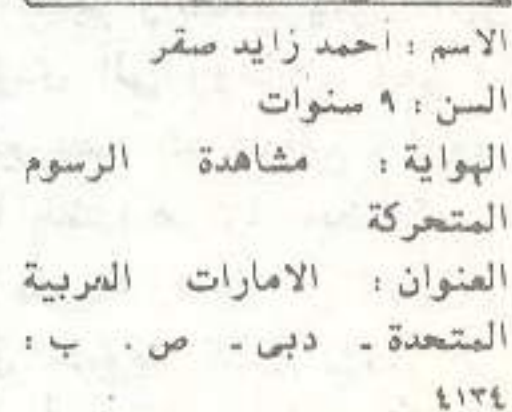 الاسم : أحمد زايد صقر
السن : ٩ سنوات
الهواية : مشاهدة الرسوم
المتحركة
العنوان : الامارات العربية
المتحدة - دبى - ص . ب :
٤١٣٤